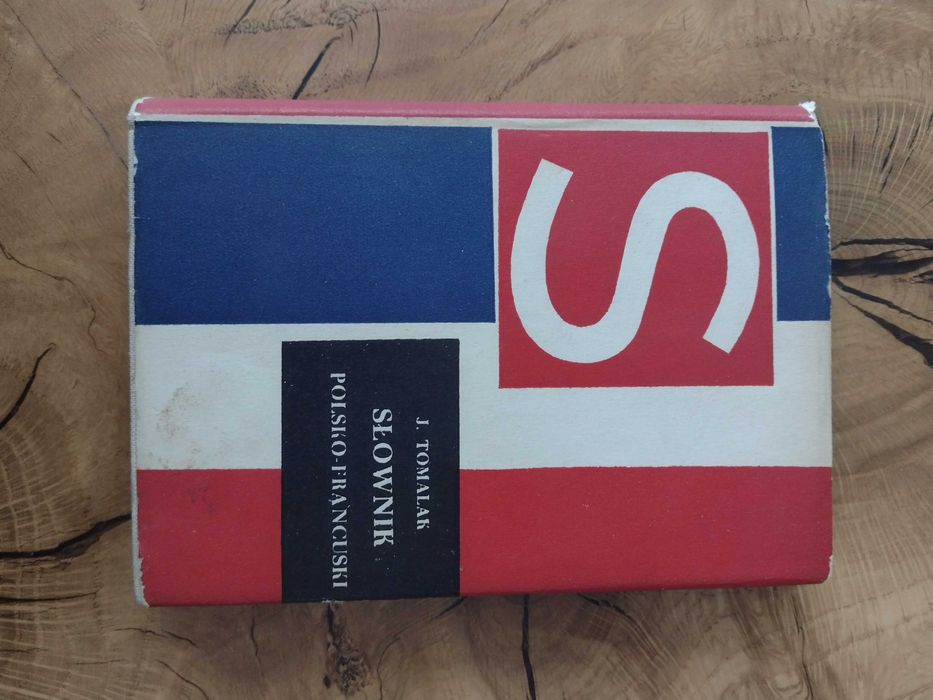 S
J. TOMALAK
SŁOWNIK
POLSKO-FRANCUSKI